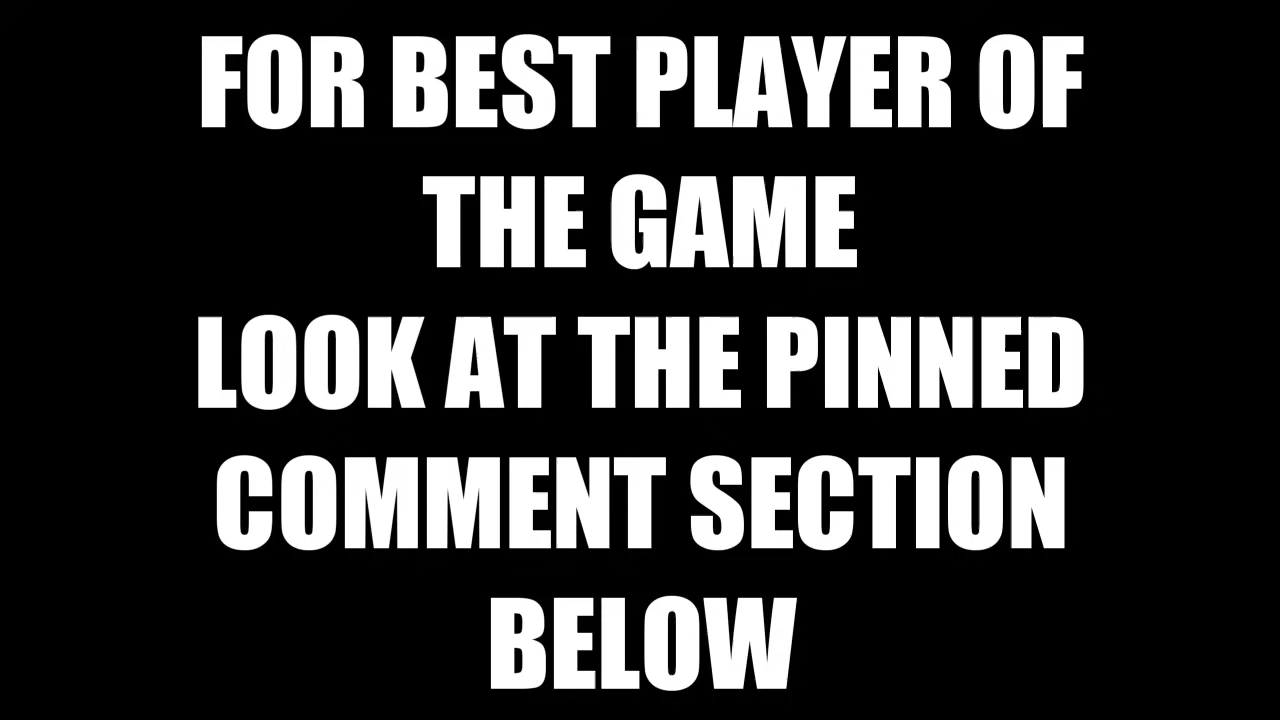 FOR BEST PLAYER OF
THE GAME
LOOK AT THE PINNED
COMMENT SECTION
BELOW